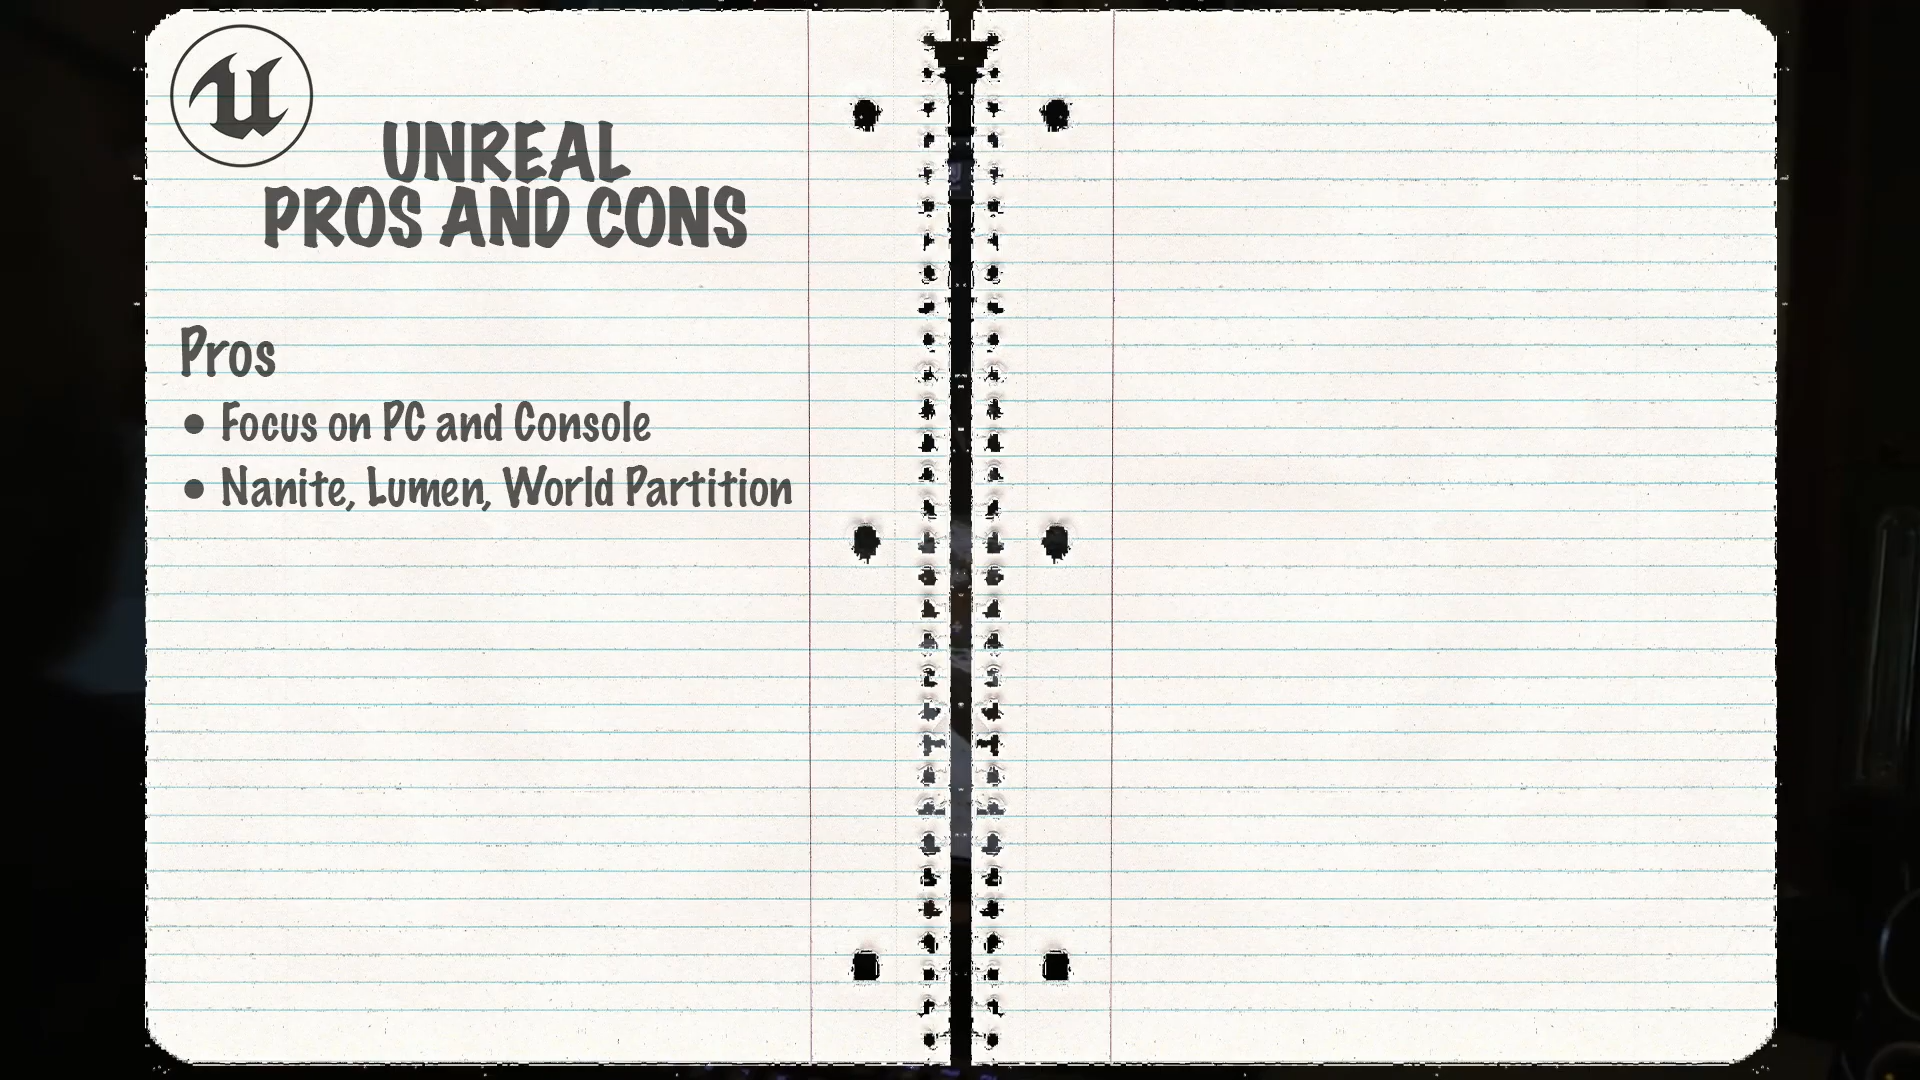 UNREAL
PROS AND CONS
Pros
• Focus on PC and Console
• Nanite, Lumen, World Partition